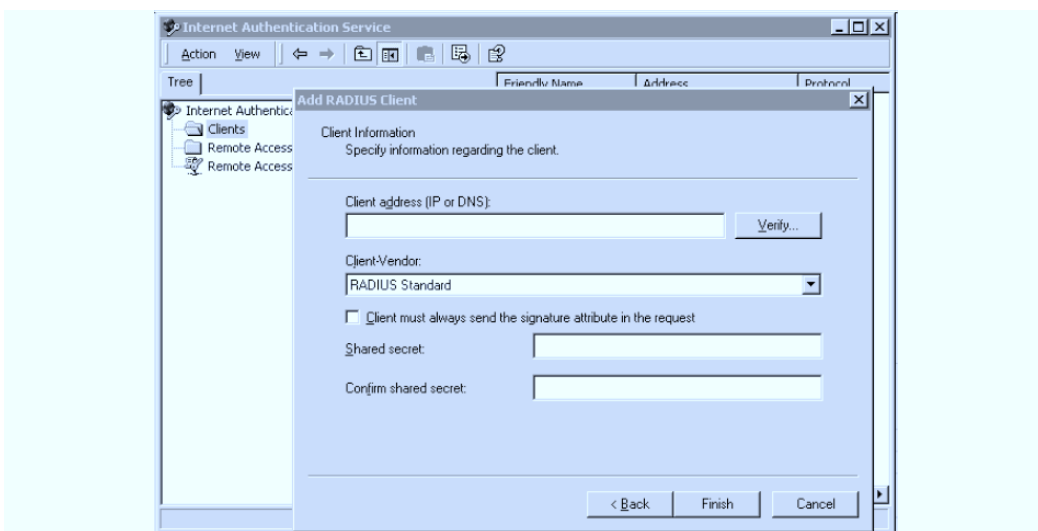 Internet Authentication Service
Action View
Tree
Friendly Name Address Protocol
Internet Authentica
Clients
Remote Access
Remote Access
Add RADIUS Client
Client Information
Specify information regarding the client.
Client address (IP or DNS):
Verify...
Client-Vendor:
RADIUS Standard
Client must always send the signature attribute in the request
Shared secret:
Confirm shared secret:
< Back Finish Cancel